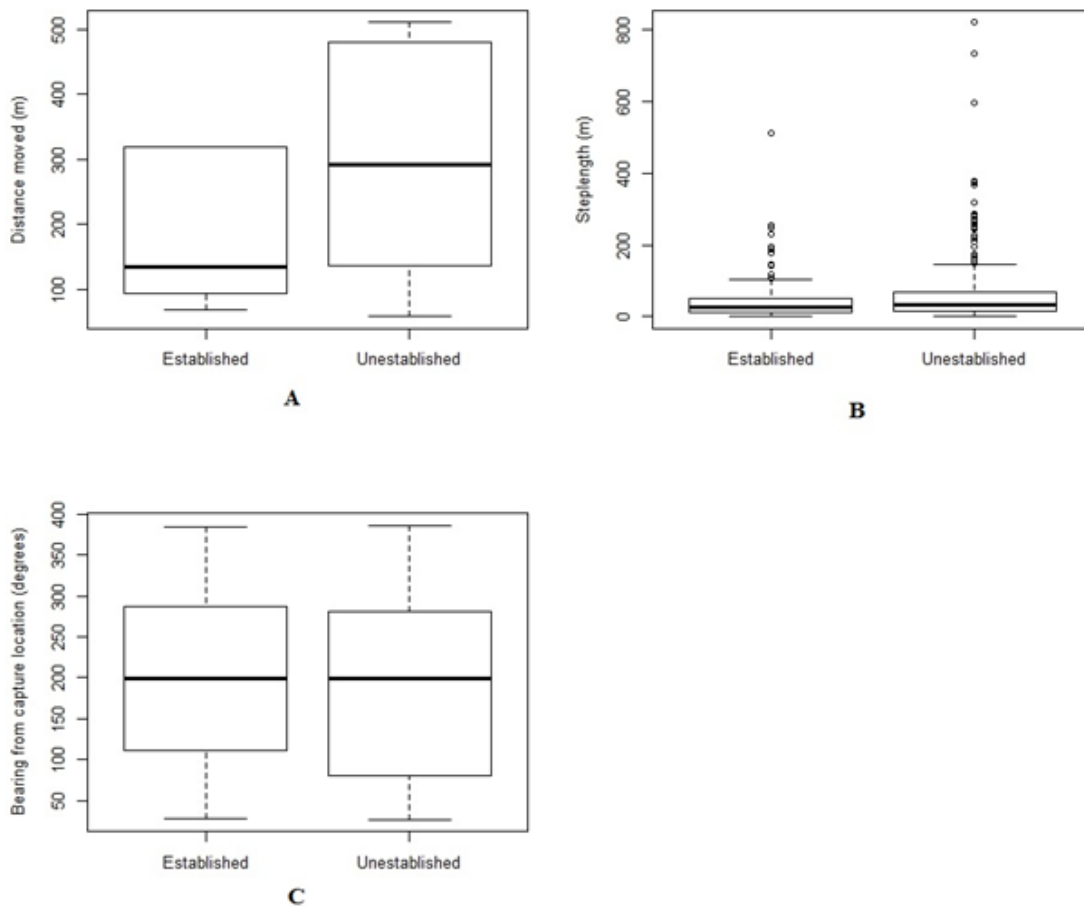 Distance moved (m)
500
400
300
200
100
Established Unestablished
A
Steplength (m)
800
600
400
200
0
Established Unestablished
B
Bearing from capture location (degrees)
400
350
300
250
200
150
100
50
Established Unestablished
C